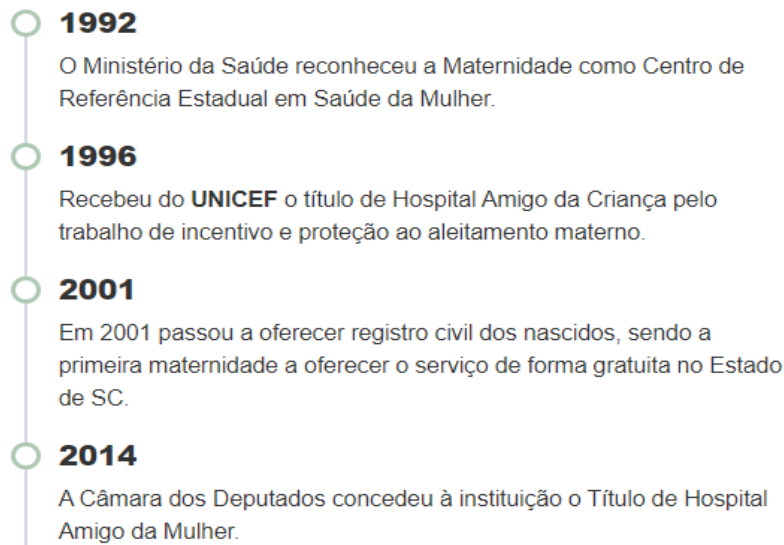 1992
O Ministério da Saúde reconheceu a Maternidade como Centro de
Referência Estadual em Saúde da Mulher.
1996
Recebeu do UNICEF o título de Hospital Amigo da Criança pelo
trabalho de incentivo e proteção ao aleitamento materno.
2001
Em 2001 passou a oferecer registro civil dos nascidos, sendo a
primeira maternidade a oferecer o serviço de forma gratuita no Estado
de SC.
2014
A Câmara dos Deputados concedeu à instituição o Título de Hospital
Amigo da Mulher.